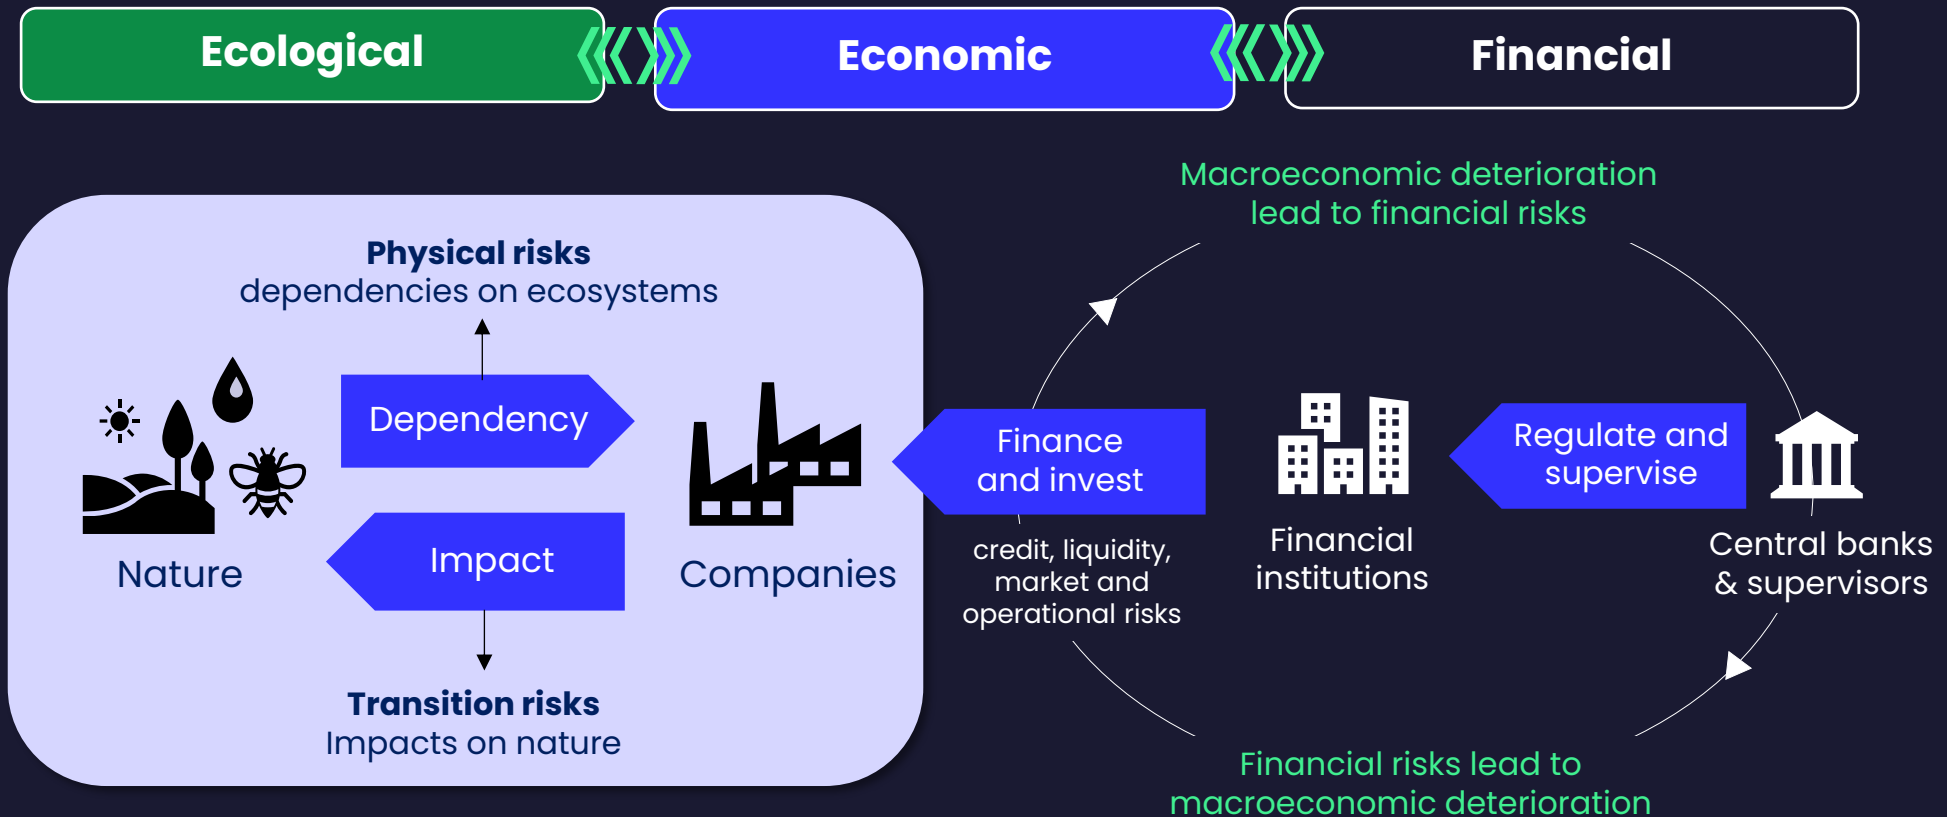 Ecological
Economic
Financial
Macroeconomic deterioration
lead to financial risks
Physical risks
dependencies on ecosystems
Dependency
Impact
Nature
Companies
Transition risks
Impacts on nature
Finance
and invest
credit, liquidity,
market and
operational risks
Financial
institutions
Regulate and
supervise
Central banks
& supervisors
Financial risks lead to
macroeconomic deterioration